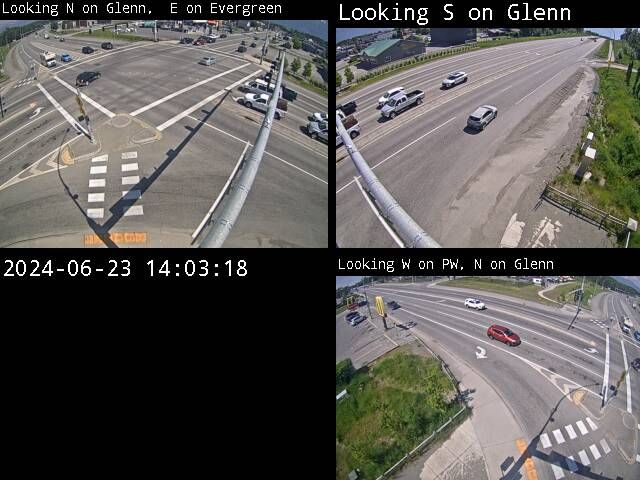 Looking N on Glenn,  E on Evergreen
Looking S on Glenn
2024-06-23 14:03:18
Looking W on PW, N on Glenn